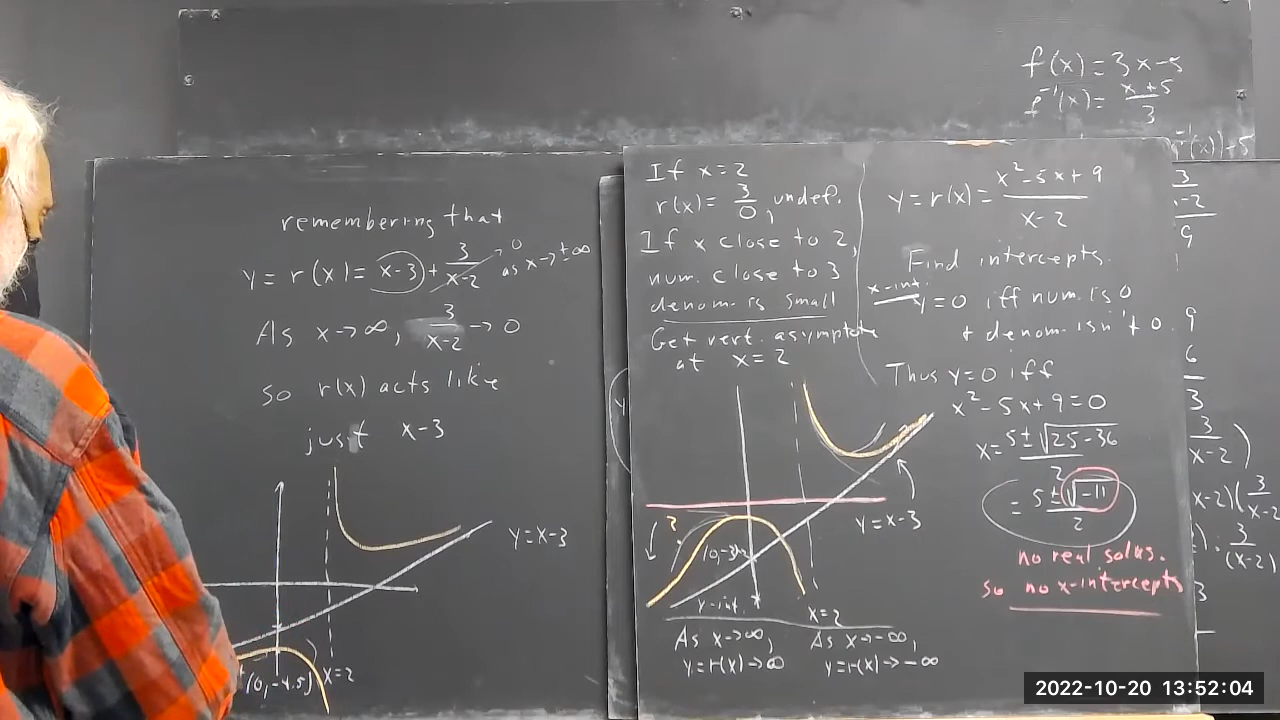 f(x) = 3x-5
f⁻¹(x) = (x+5)/3
remembering that
y = r(x) = x-3 + 3/(x-2) → 0 as x → ±∞
As x → ∞, 3/(x-2) → 0
so r(x) acts like
just x-3
y = x-3
x=2
(0,-4.5)
If x=2
r(x) = 3/0, undef.
If x close to 2,
num. close to 3
denom. is small
Get vert. asymptote
at x=2
?
y=x-3
y-int.
x=2
As x→∞,
y=r(x)→∞
As x→-∞,
y=r(x)→-∞
y = r(x) = (x²-5x+9)/(x-2)
Find intercepts.
x-int.
y=0 iff num. is 0
+ denom. isn't 0.
Thus y=0 iff
x²-5x+9=0
x = (5±√(25-36))/2
= (5±√(-11))/2
no real solns.
so no x-intercepts
2022-10-20 13:52:04